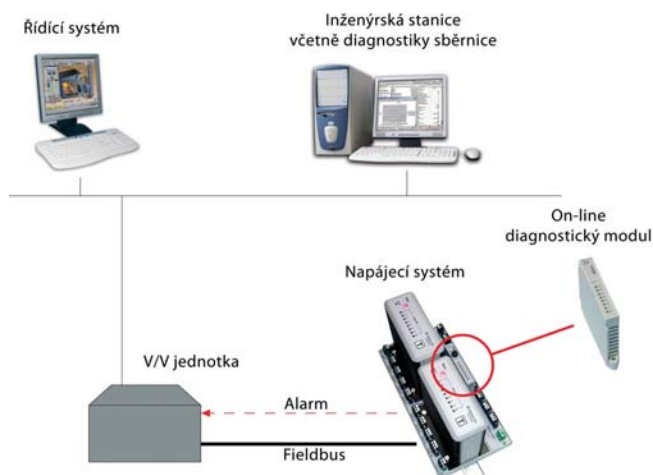 Řídící systém
Inženýrská stanice
včetně diagnostiky sběrnice
On-line
diagnostický modul
Napájecí systém
V/V jednotka
Alarm
Fieldbus